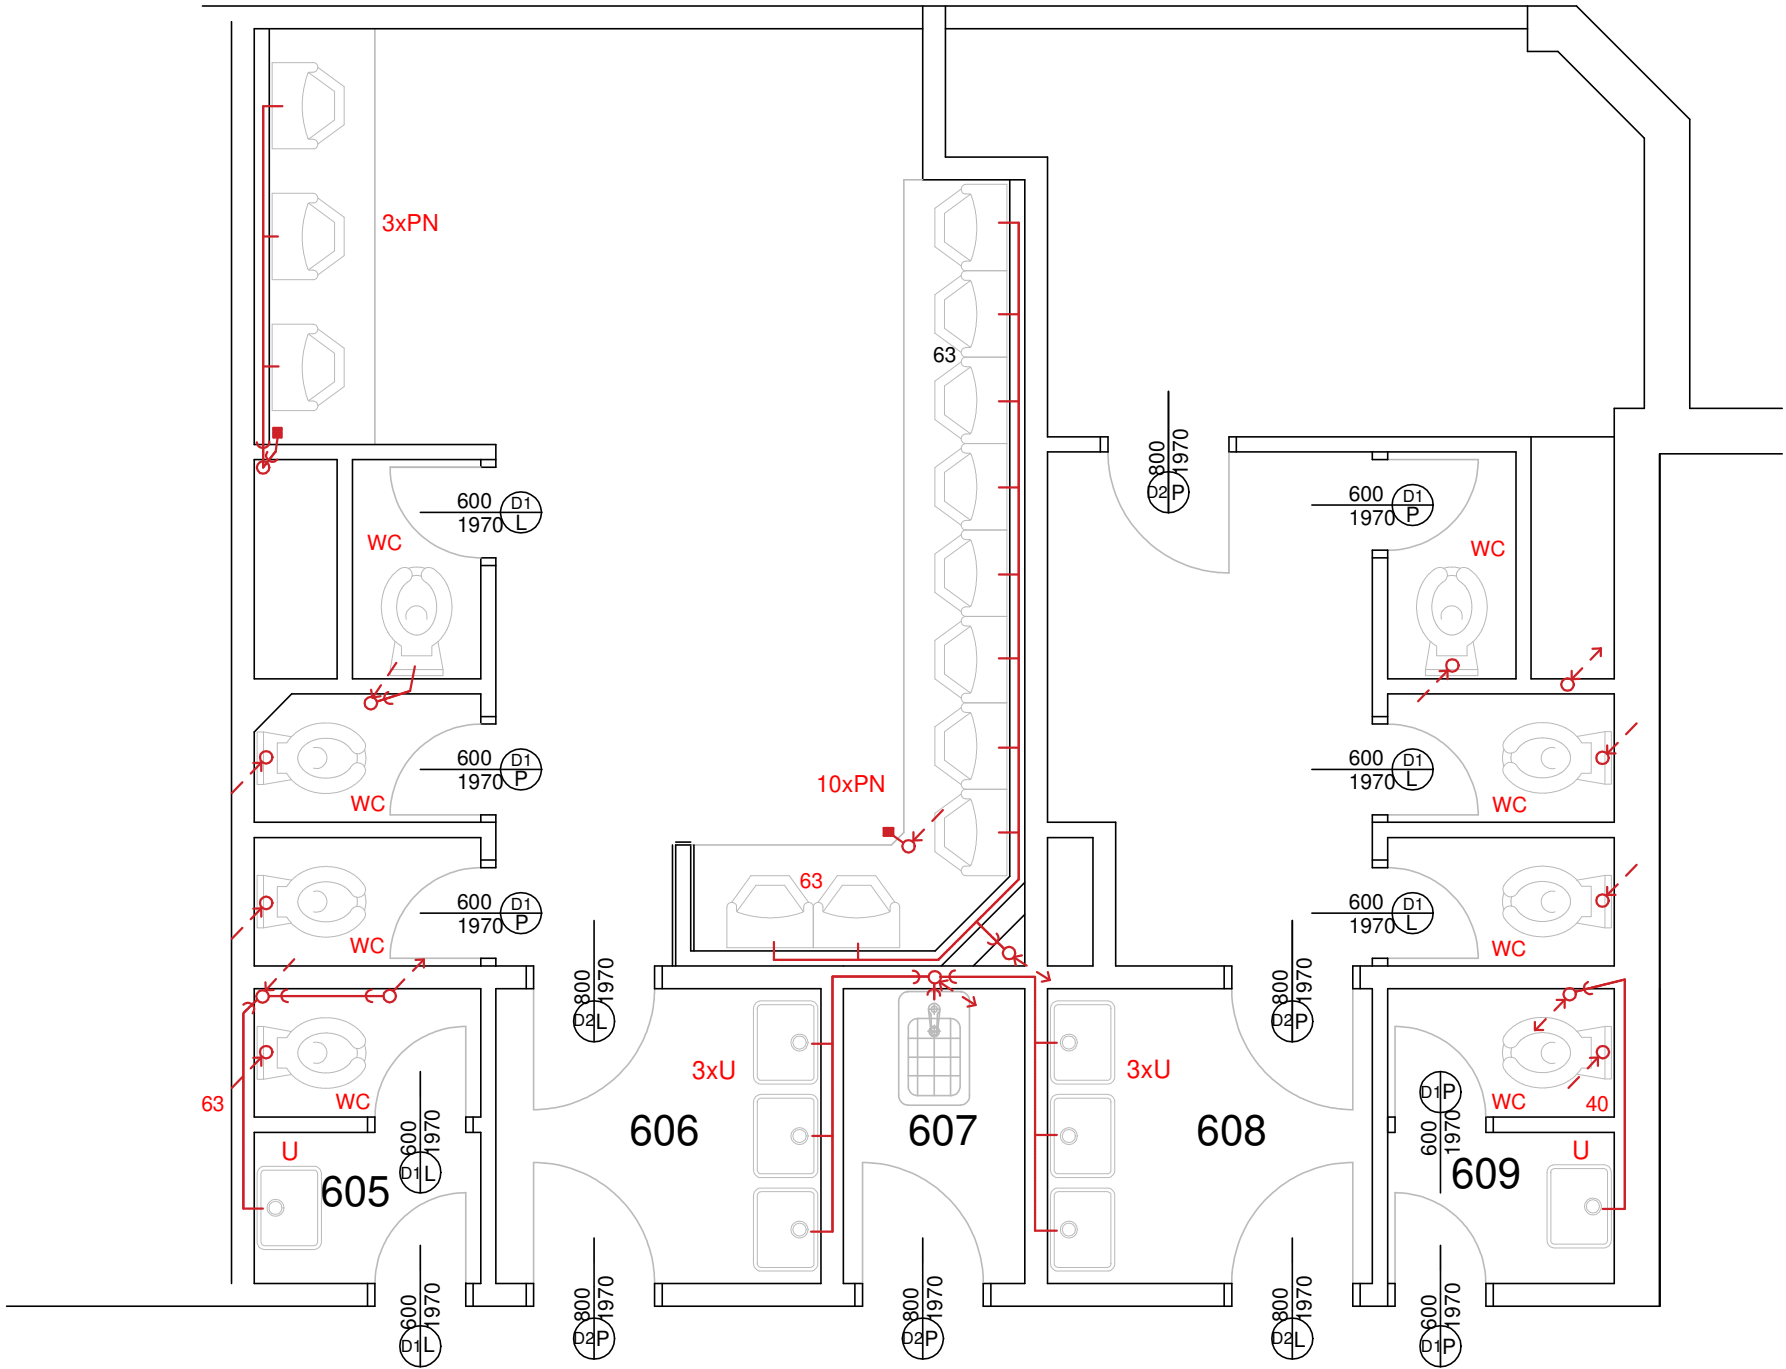 3xPN
63
800
1970
D2 P
600 D1
1970 L
600 D1
1970 P
WC
WC
600 D1
1970 P
WC
600 D1
1970 L
WC
10xPN
63
600 D1
1970 P
WC
600 D1
1970 L
WC
800
1970
D2 L
800
1970
D2 P
3xU
3xU
63
WC
WC
40
D1 P
600
1970
606
607
608
U
600
1970
D1 L
605
U
609
600
1970
D1 L
800
1970
D2 P
800
1970
D2 P
800
1970
D2 L
600
1970
D1 P